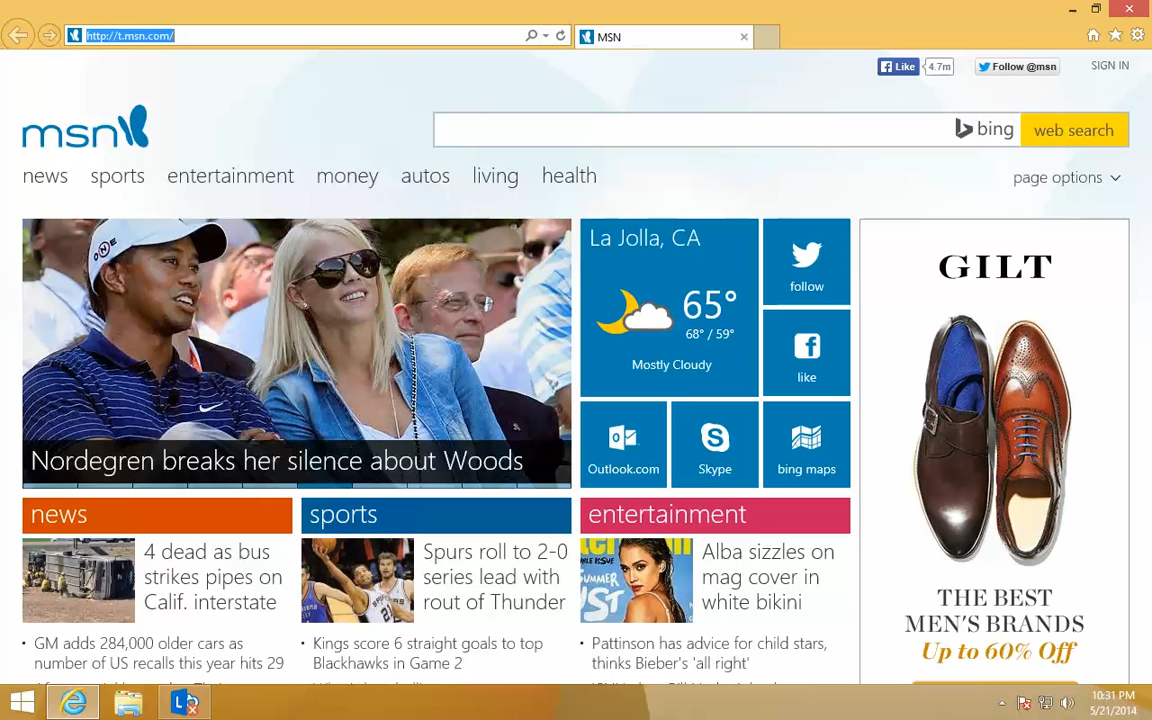 http://t.msn.com/
MSN
Like
4.7m
Follow @msn
SIGN IN
msn
bing
web search
news
sports
entertainment
money
autos
living
health
page options
La Jolla, CA
65°
68° / 59°
Mostly Cloudy
follow
like
Outlook.com
Skype
bing maps
Nordegren breaks her silence about Woods
GILT
THE BEST
MEN'S BRANDS
Up to 60% Off
news
4 dead as bus
strikes pipes on
Calif. interstate
GM adds 284,000 older cars as
number of US recalls this year hits 29
sports
Spurs roll to 2-0
series lead with
rout of Thunder
Kings score 6 straight goals to top
Blackhawks in Game 2
entertainment
Alba sizzles on
mag cover in
white bikini
Pattinson has advice for child stars,
thinks Bieber's 'all right'
10:31 PM
5/21/2014